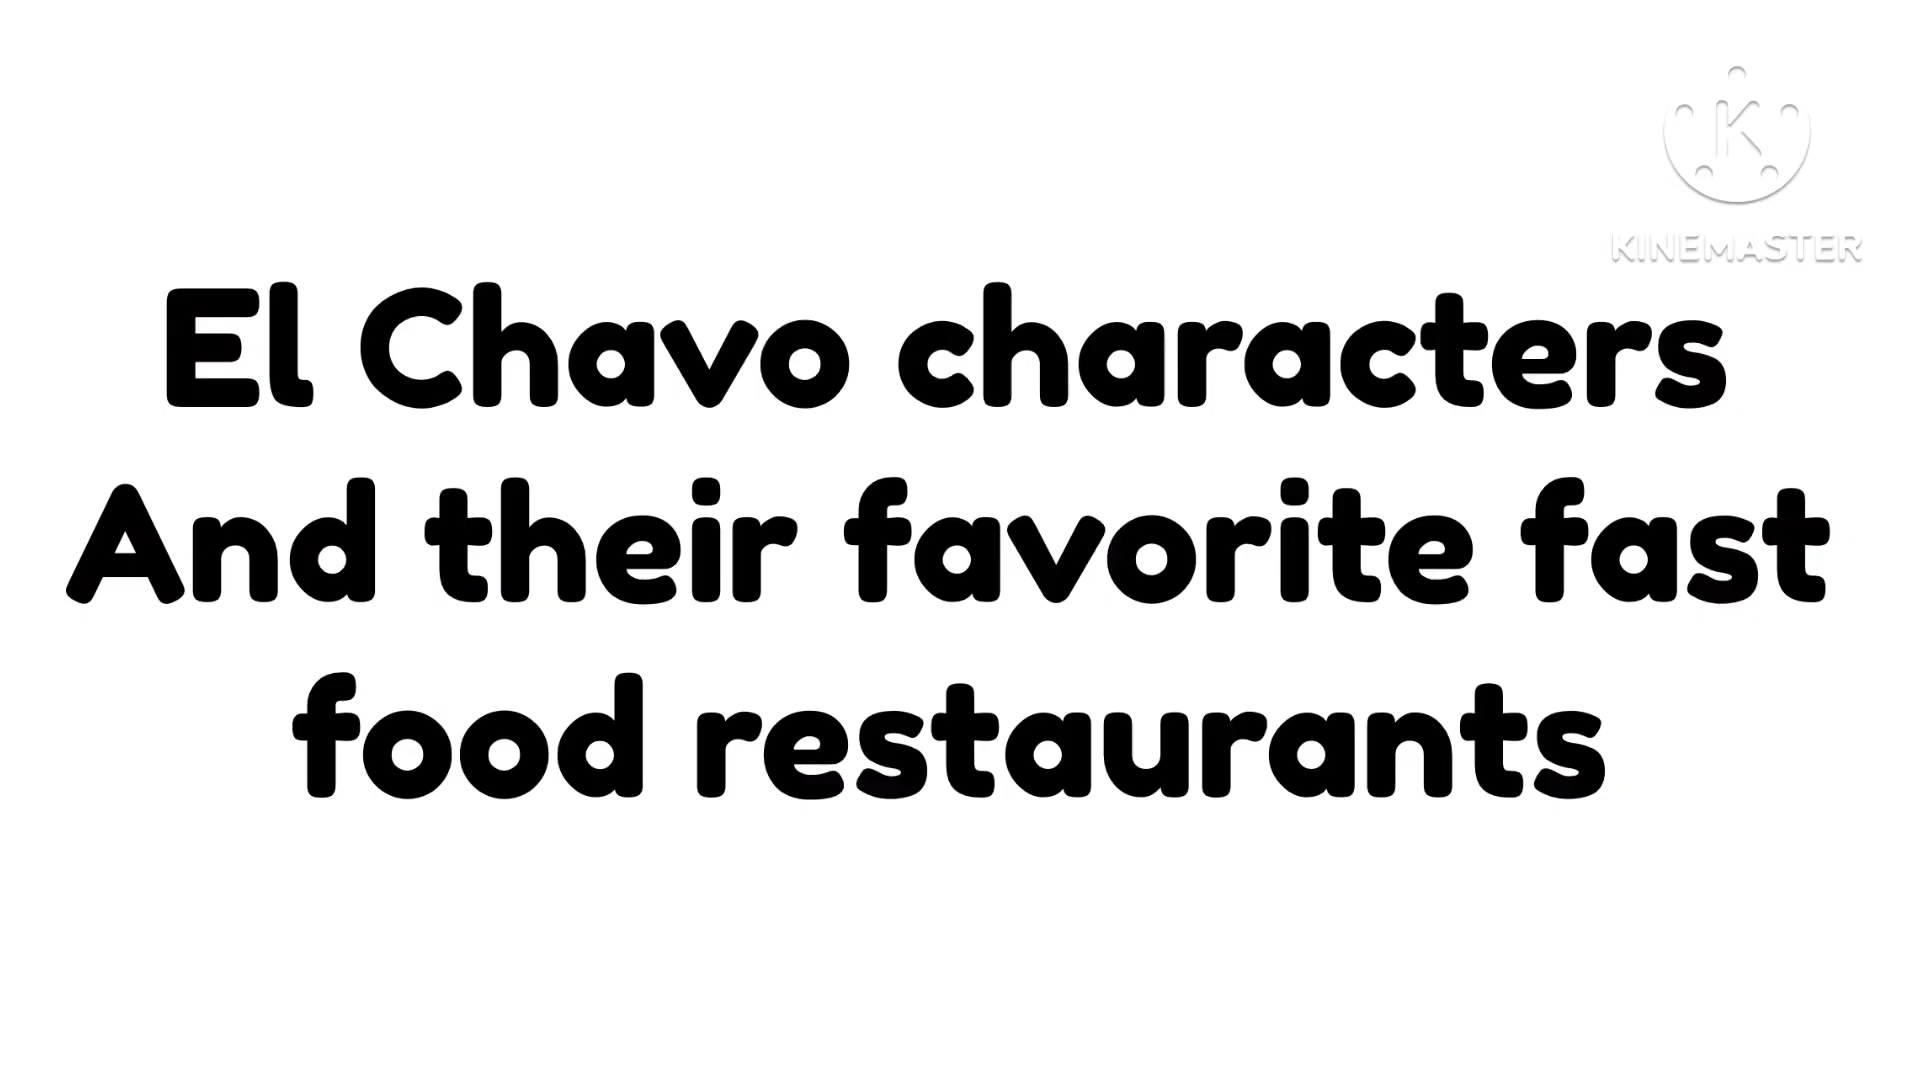 K
KINEMASTER
El Chavo characters
And their favorite fast
food restaurants